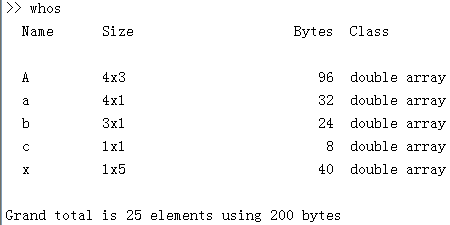 >> whos
Name Size Bytes Class
A 4x3 96 double array
a 4x1 32 double array
b 3x1 24 double array
c 1x1 8 double array
x 1x5 40 double array
Grand total is 25 elements using 200 bytes